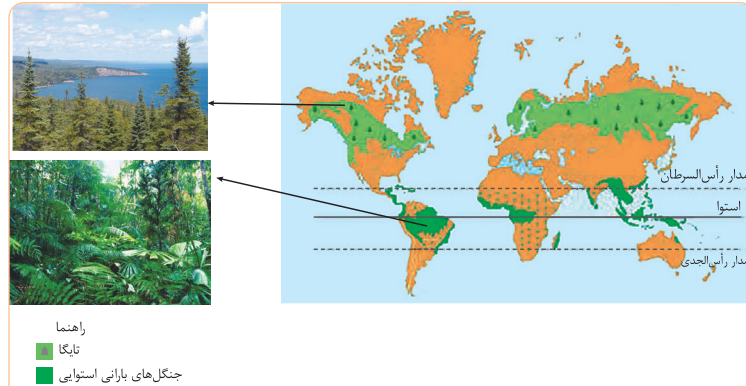 مدار رأس‌السرطان
استوا
مدار رأس‌الجدی
راهنما
تایگا
جنگل‌های بارانی استوایی